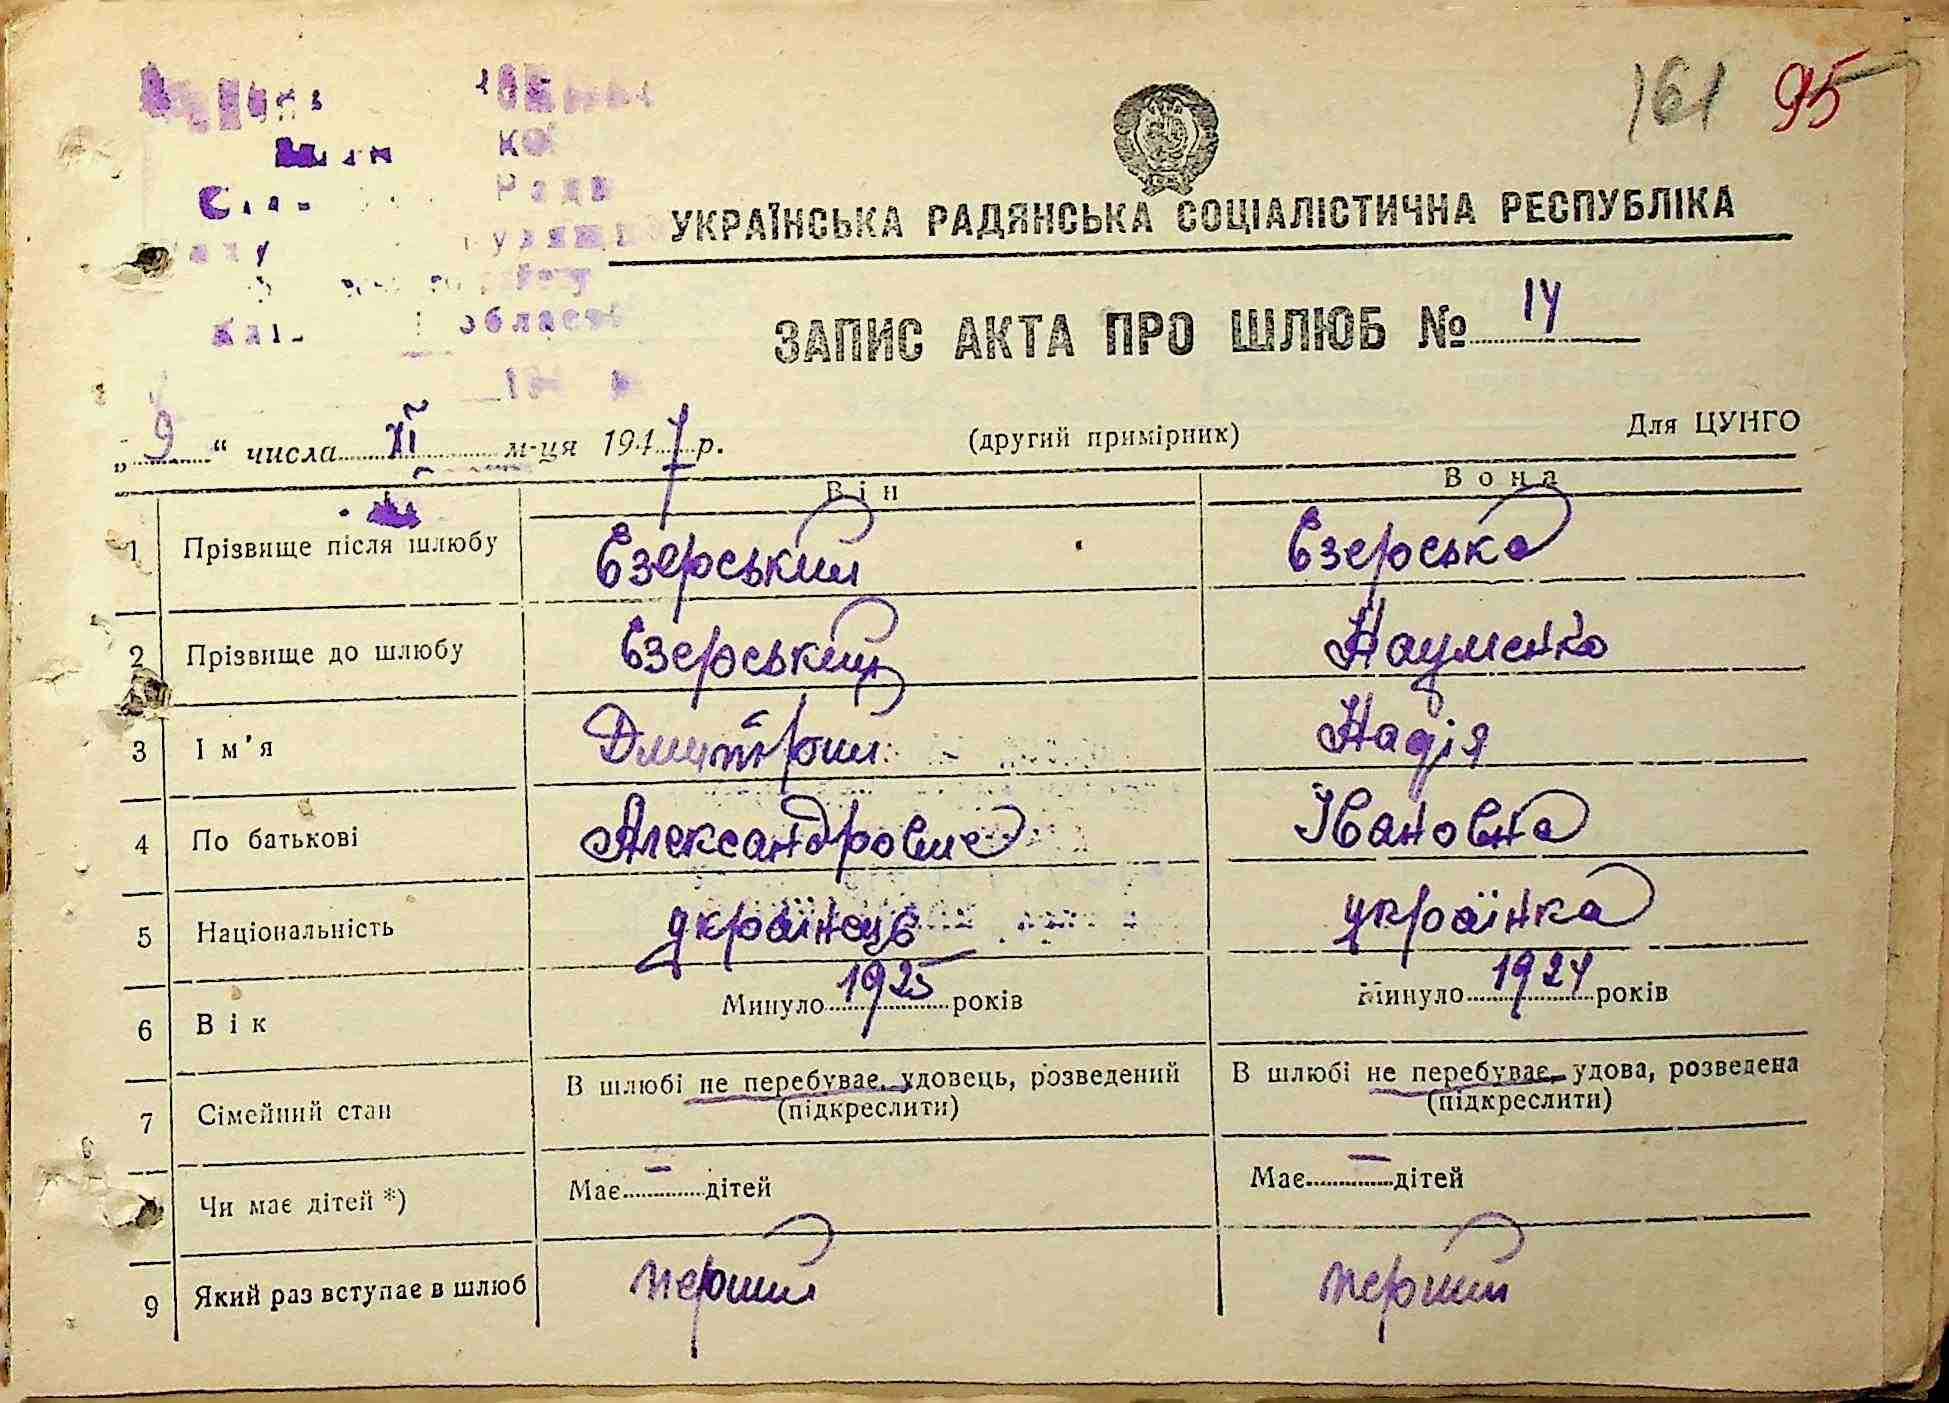 161 95
УКРАЇНСЬКА РАДЯНСЬКА СОЦІАЛІСТИЧНА РЕСПУБЛІКА
ЗАПИС АКТА ПРО ШЛЮБ № 14
„ 9 “ числа XI м-ця 1947 р. (другий примірник) Для ЦУНГО
Він Вона
1 Прізвище після шлюбу Єзерський Єзерська
2 Прізвище до шлюбу Єзерський Науменко
3 Ім'я Дмитрий Надія
4 По батькові Александрович Івановна
5 Національність українець українка
6 Вік Минуло 1925 років Минуло 1924 років
7 Сімейний стан В шлюбі не перебуває, удовець, розведений В шлюбі не перебуває, удова, розведена
(підкреслити) (підкреслити)
Чи має дітей *) Має — дітей Має — дітей
9 Який раз вступає в шлюб перший перший